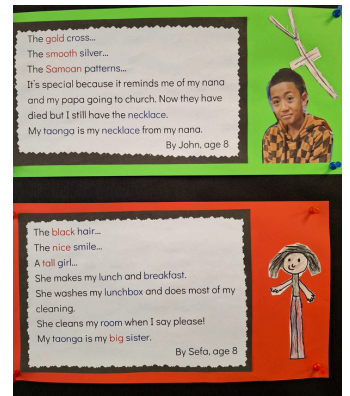 The gold cross...
The smooth silver...
The Samoan patterns...
It's special because it reminds me of my nana
and my papa going to church. Now they have
died but I still have the necklace.
My taonga is my necklace from my nana.
By John, age 8
The black hair...
The nice smile...
A tall girl...
She makes my lunch and breakfast.
She washes my lunchbox and does most of my
cleaning.
She cleans my room when I say please!
My taonga is my big sister.
By Sefa, age 8